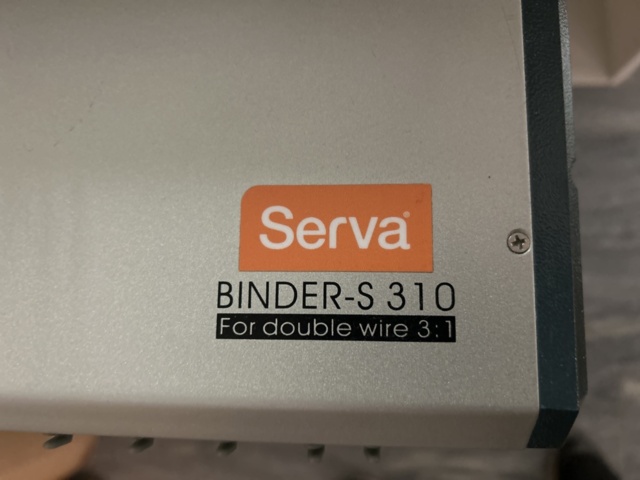 Serva®
BINDER-S 310
For double wire 3:1